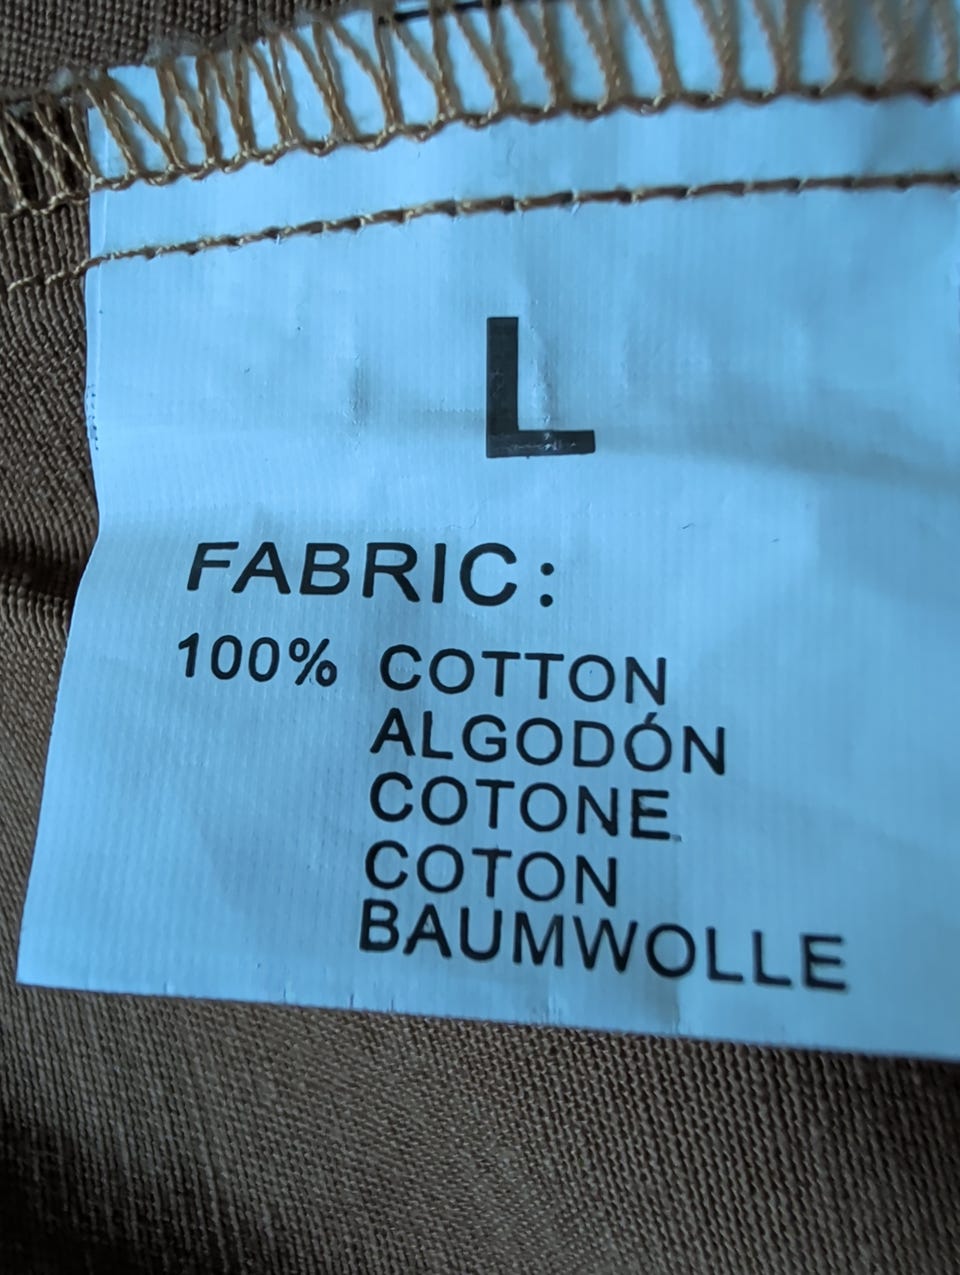 L
FABRIC:
100% COTTON
ALGODÓN
COTONE
COTON
BAUMWOLLE